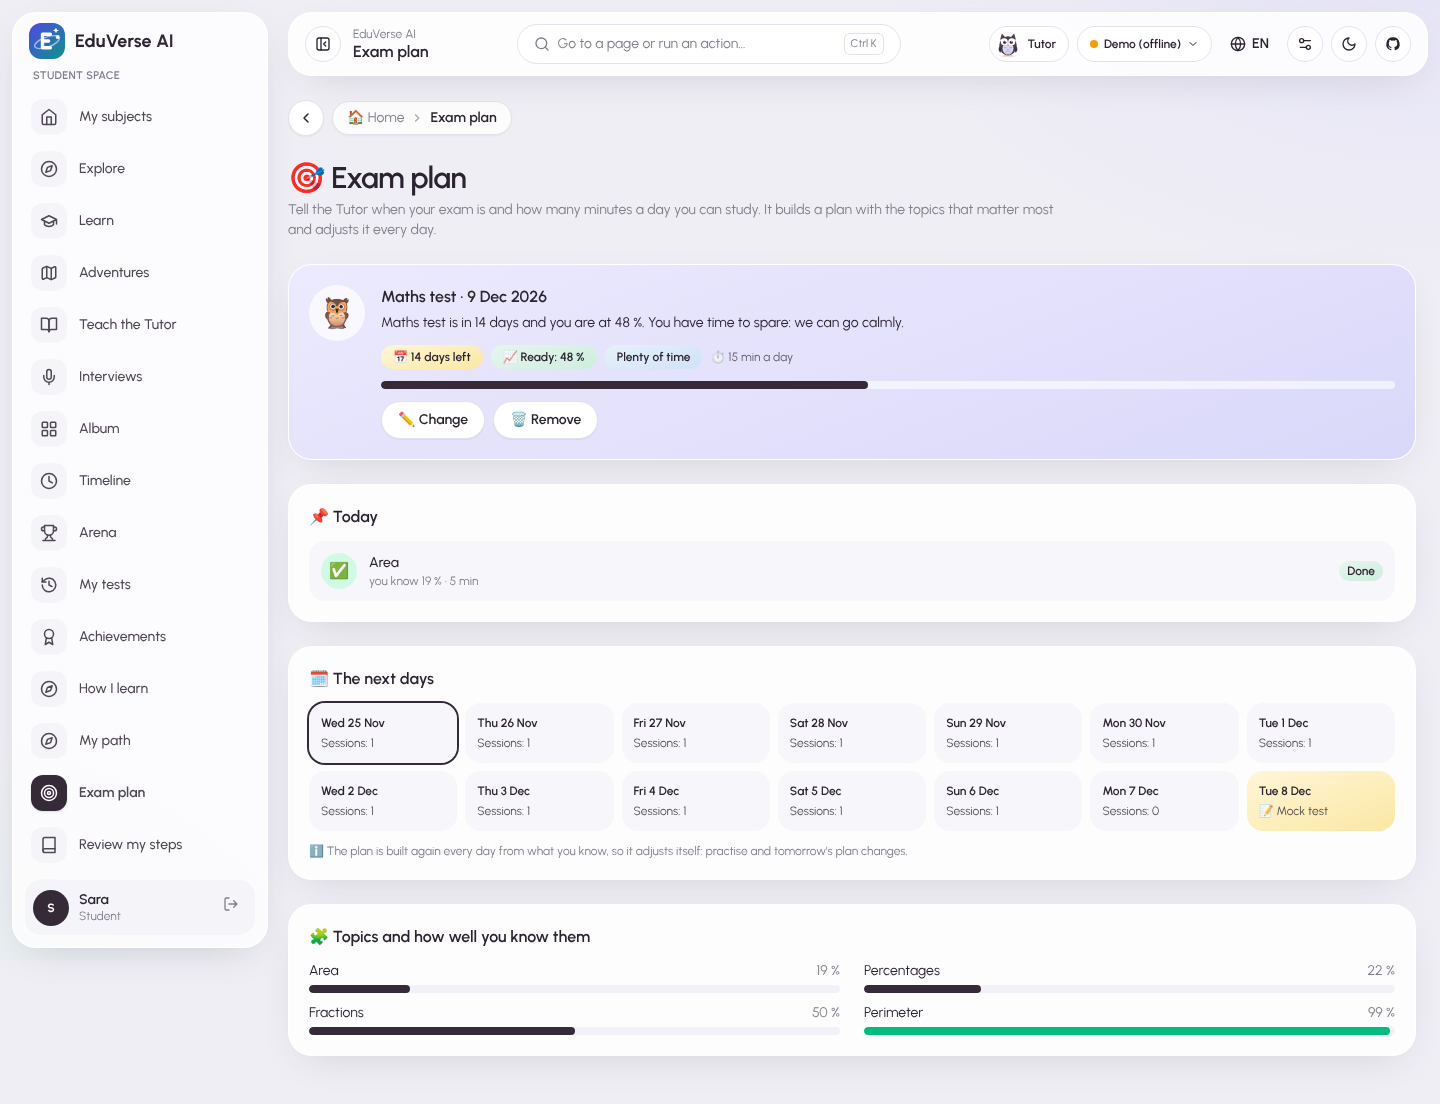 EduVerse AI
STUDENT SPACE
My subjects
Explore
Learn
Adventures
Teach the Tutor
Interviews
Album
Timeline
Arena
My tests
Achievements
How I learn
My path
Exam plan
Review my steps
S
Sara
Student
EduVerse AI
Exam plan
Go to a page or run an action...
Ctrl K
Tutor
Demo (offline)
EN
Home
Exam plan
Exam plan
Tell the Tutor when your exam is and how many minutes a day you can study. It builds a plan with the topics that matter most
and adjusts it every day.
Maths test · 9 Dec 2026
Maths test is in 14 days and you are at 48 %. You have time to spare: we can go calmly.
14 days left
Ready: 48 %
Plenty of time
15 min a day
Change
Remove
Today
Area
you know 19 % · 5 min
Done
The next days
Wed 25 Nov
Sessions: 1
Thu 26 Nov
Sessions: 1
Fri 27 Nov
Sessions: 1
Sat 28 Nov
Sessions: 1
Sun 29 Nov
Sessions: 1
Mon 30 Nov
Sessions: 1
Tue 1 Dec
Sessions: 1
Wed 2 Dec
Sessions: 1
Thu 3 Dec
Sessions: 1
Fri 4 Dec
Sessions: 1
Sat 5 Dec
Sessions: 1
Sun 6 Dec
Sessions: 1
Mon 7 Dec
Sessions: 0
Tue 8 Dec
Mock test
The plan is built again every day from what you know, so it adjusts itself: practise and tomorrow's plan changes.
Topics and how well you know them
Area
19 %
Percentages
22 %
Fractions
50 %
Perimeter
99 %